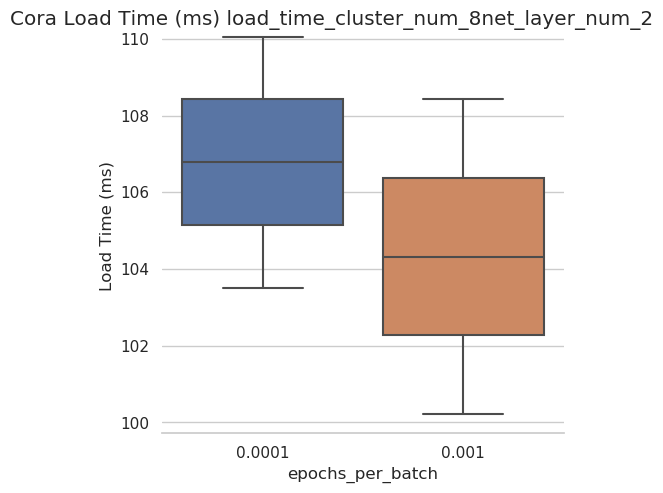 Cora Load Time (ms) load_time_cluster_num_8net_layer_num_2
110
108
106
104
102
100
Load Time (ms)
0.0001 0.001
epochs_per_batch